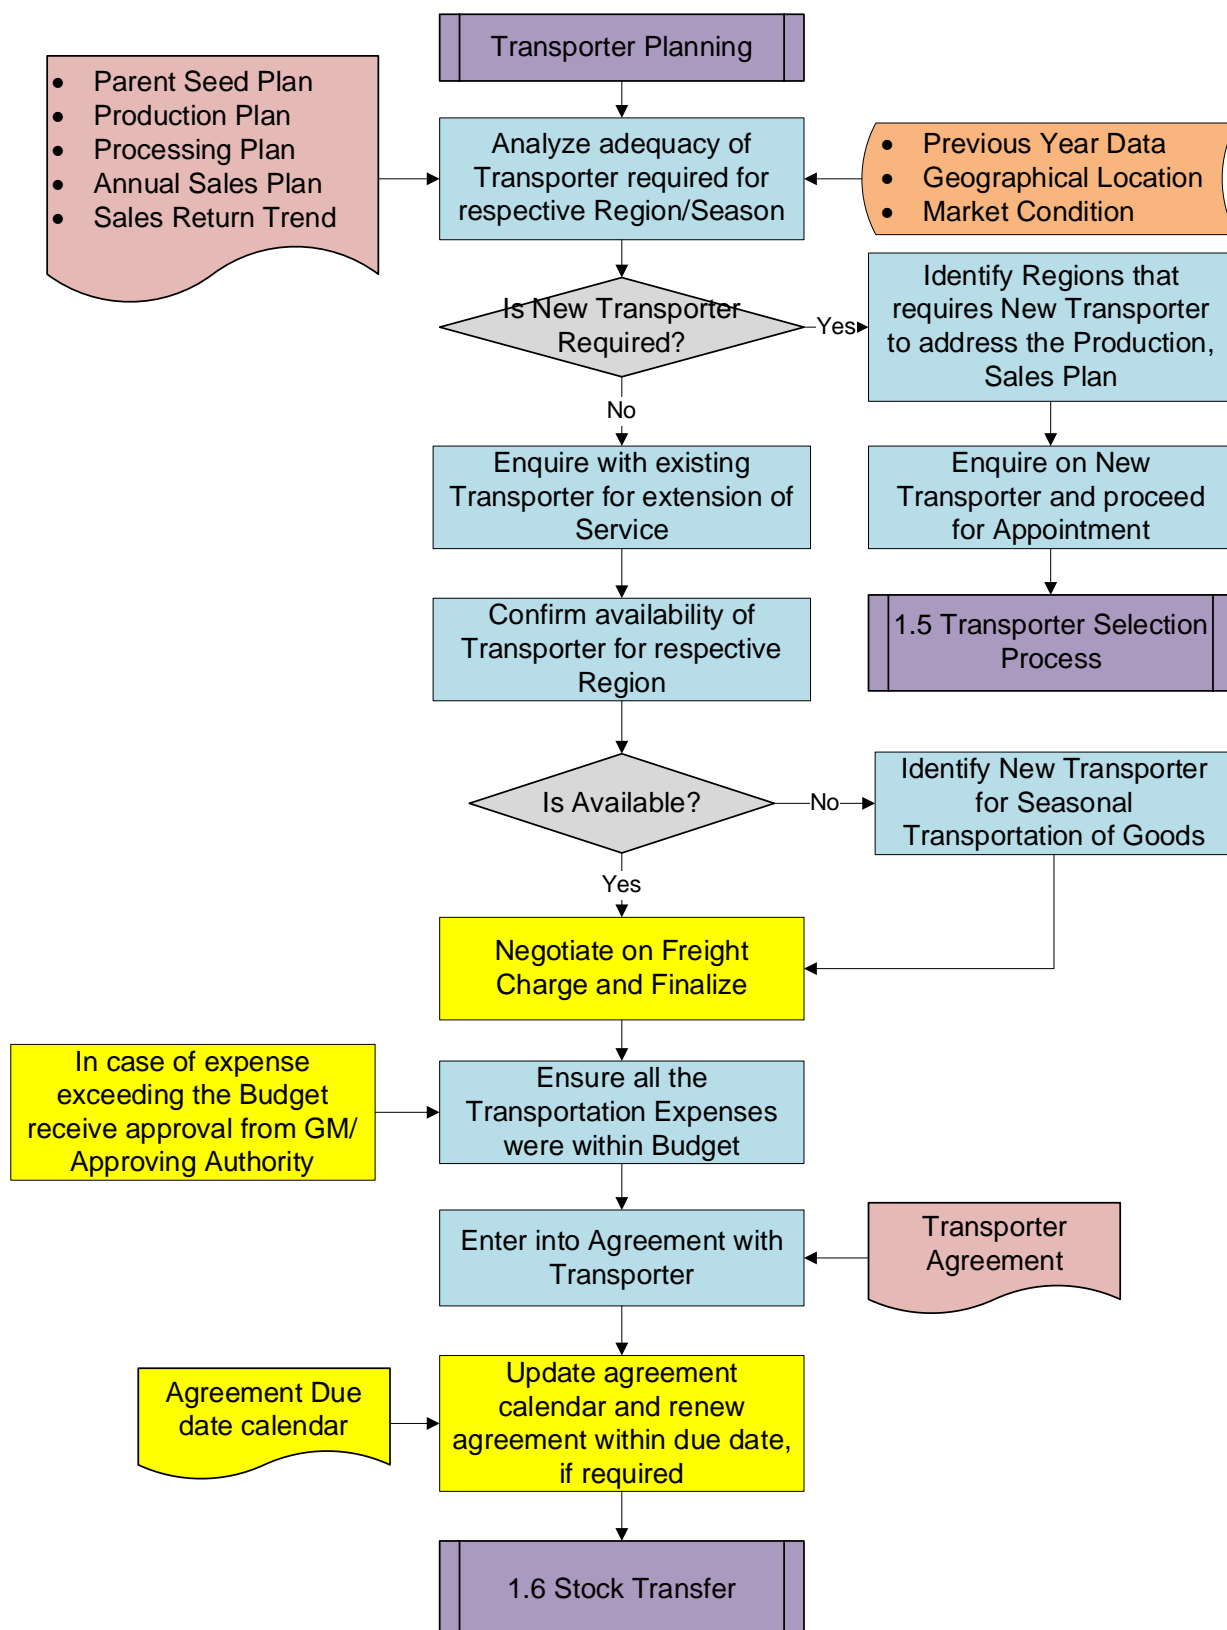 Transporter Planning
• Parent Seed Plan
• Production Plan
• Processing Plan
• Annual Sales Plan
• Sales Return Trend
Analyze adequacy of
Transporter required for
respective Region/Season
• Previous Year Data
• Geographical Location
• Market Condition
Is New Transporter
Required?
Yes
Identify Regions that
requires New Transporter
to address the Production,
Sales Plan
No
Enquire with existing
Transporter for extension of
Service
Enquire on New
Transporter and proceed
for Appointment
Confirm availability of
Transporter for respective
Region
1.5 Transporter Selection
Process
Is Available?
No
Identify New Transporter
for Seasonal
Transportation of Goods
Yes
Negotiate on Freight
Charge and Finalize
In case of expense
exceeding the Budget
receive approval from GM/
Approving Authority
Ensure all the
Transportation Expenses
were within Budget
Enter into Agreement with
Transporter
Transporter
Agreement
Agreement Due
date calendar
Update agreement
calendar and renew
agreement within due date,
if required
1.6 Stock Transfer